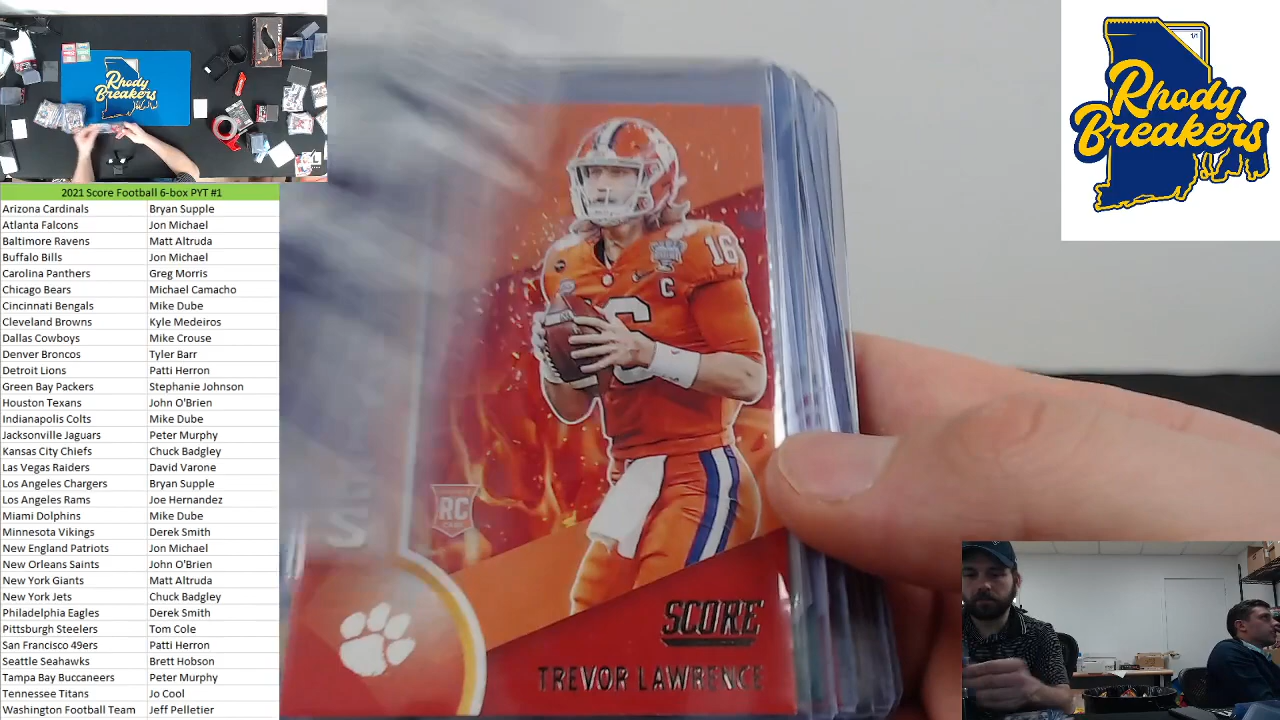 Rhody
Breakers
2021 Score Football 6-box PYT #1
Arizona Cardinals Bryan Supple
Atlanta Falcons Jon Michael
Baltimore Ravens Matt Altruda
Buffalo Bills Jon Michael
Carolina Panthers Greg Morris
Chicago Bears Michael Camacho
Cincinnati Bengals Mike Dube
Cleveland Browns Kyle Medeiros
Dallas Cowboys Mike Crouse
Denver Broncos Tyler Barr
Detroit Lions Patti Herron
Green Bay Packers Stephanie Johnson
Houston Texans John O'Brien
Indianapolis Colts Mike Dube
Jacksonville Jaguars Peter Murphy
Kansas City Chiefs Chuck Badgley
Las Vegas Raiders David Varone
Los Angeles Chargers Bryan Supple
Los Angeles Rams Joe Hernandez
Miami Dolphins Mike Dube
Minnesota Vikings Derek Smith
New England Patriots Jon Michael
New Orleans Saints John O'Brien
New York Giants Matt Altruda
New York Jets Chuck Badgley
Philadelphia Eagles Derek Smith
Pittsburgh Steelers Tom Cole
San Francisco 49ers Patti Herron
Seattle Seahawks Brett Hobson
Tampa Bay Buccaneers Peter Murphy
Tennessee Titans Jo Cool
Washington Football Team Jeff Pelletier
16
C
16
RC
SCORE
TREVOR LAWRENCE
1/1
Rhody
Breakers